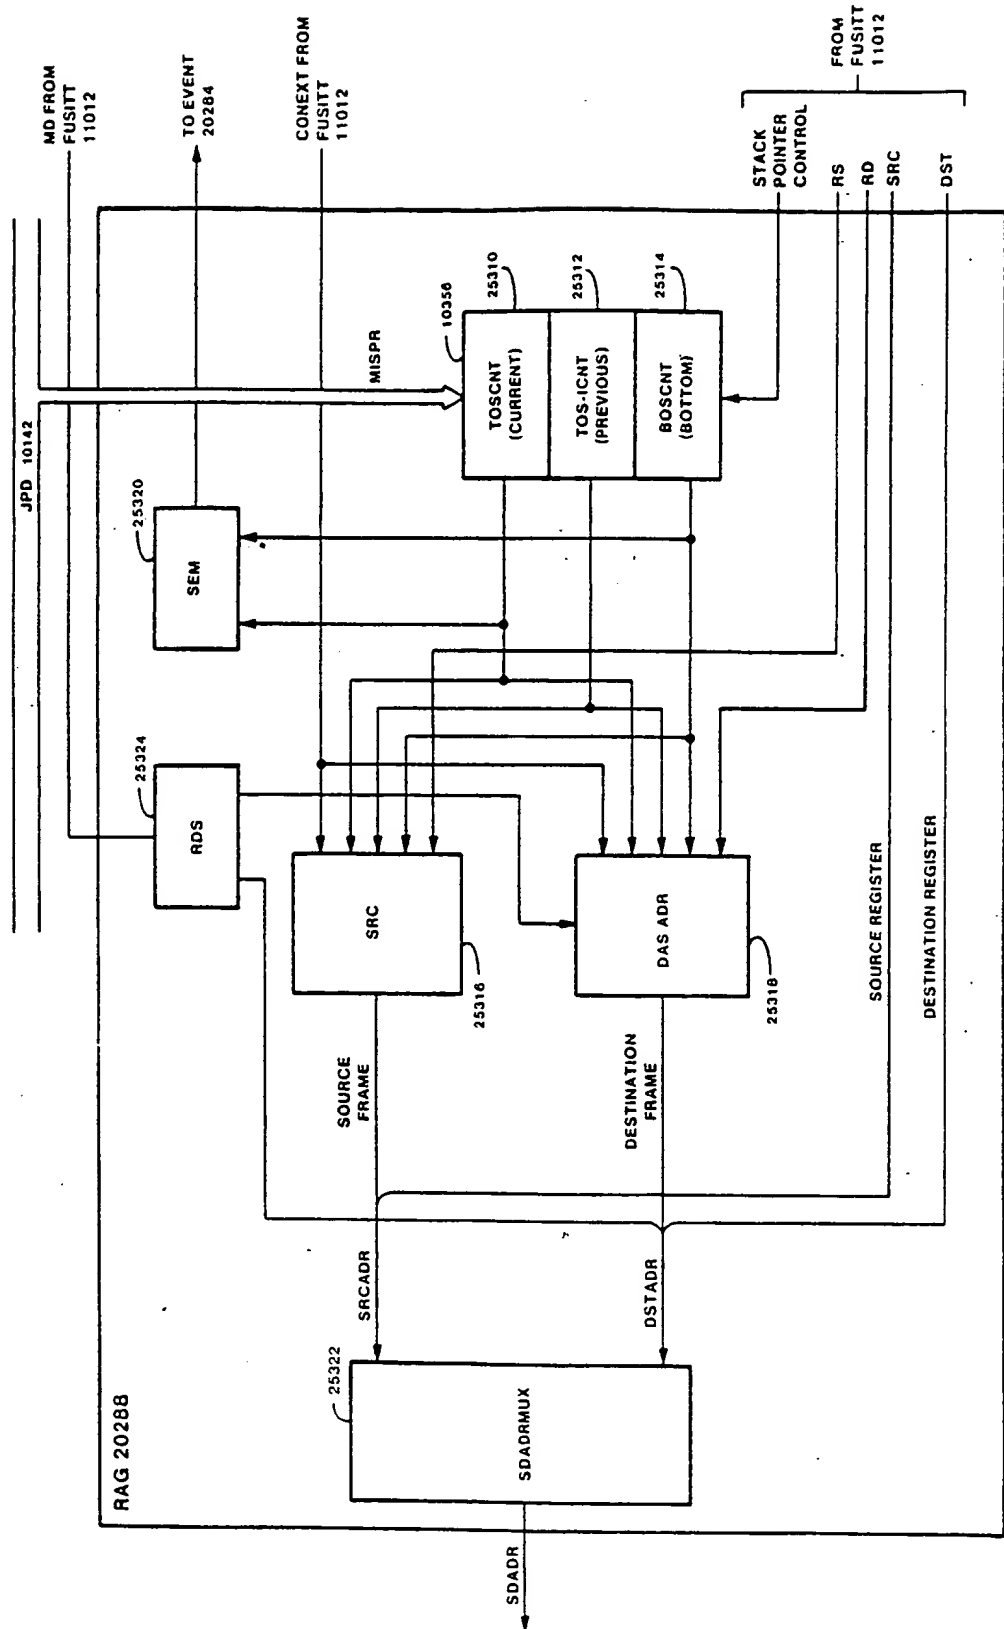 RAG 20288
JPD 10142
MD FROM
FUSITT
11012
TO EVENT
20284
CONEXT FROM
FUSITT
11012
FROM
FUSITT
11012
STACK
POINTER
CONTROL
RS
RD
SRC
DST
MISPR
10356
TOSCNT
(CURRENT)
25310
TOS-ICNT
(PREVIOUS)
25312
BOSCNT
(BOTTOM)
25314
SEM
25320
RDS
25324
SRC
25316
DAS ADR
25318
SOURCE REGISTER
DESTINATION REGISTER
SOURCE
FRAME
DESTINATION
FRAME
SRCADR
DSTADR
25322
SDADRMUX
SDADR